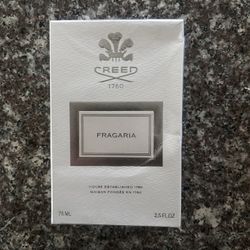 CREED
1760
FRAGARIA
HOUSE ESTABLISHED 1760
MAISON FONDÉE EN 1760
75 ML
2.5 FL.OZ